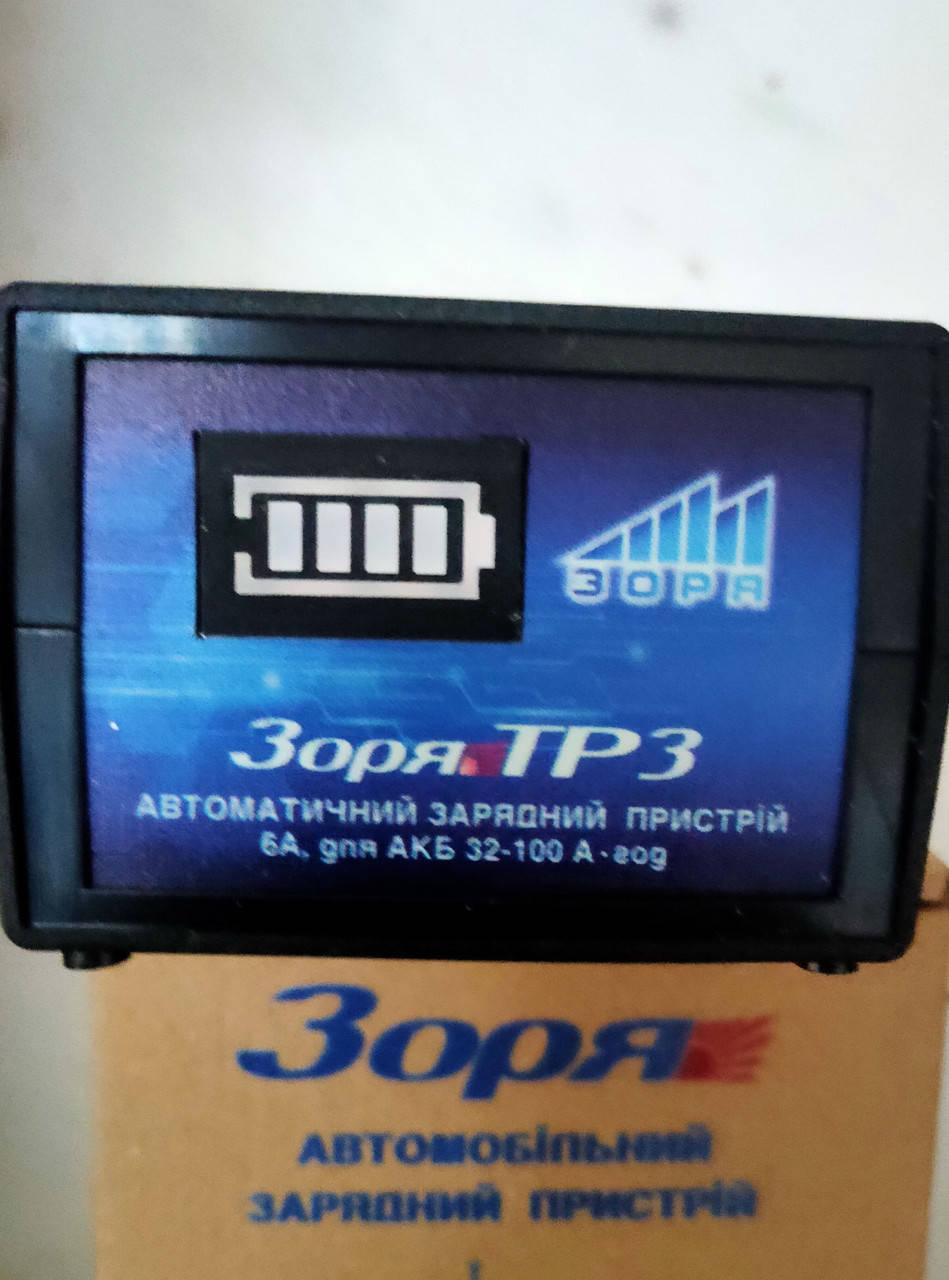 ЗОРЯ
Зоря ТР3
АВТОМАТИЧНИЙ ЗАРЯДНИЙ ПРИСТРІЙ
6А, для АКБ 32-100 А·год
Зоря
АВТОМОБІЛЬНИЙ
ЗАРЯДНИЙ ПРИСТРІЙ